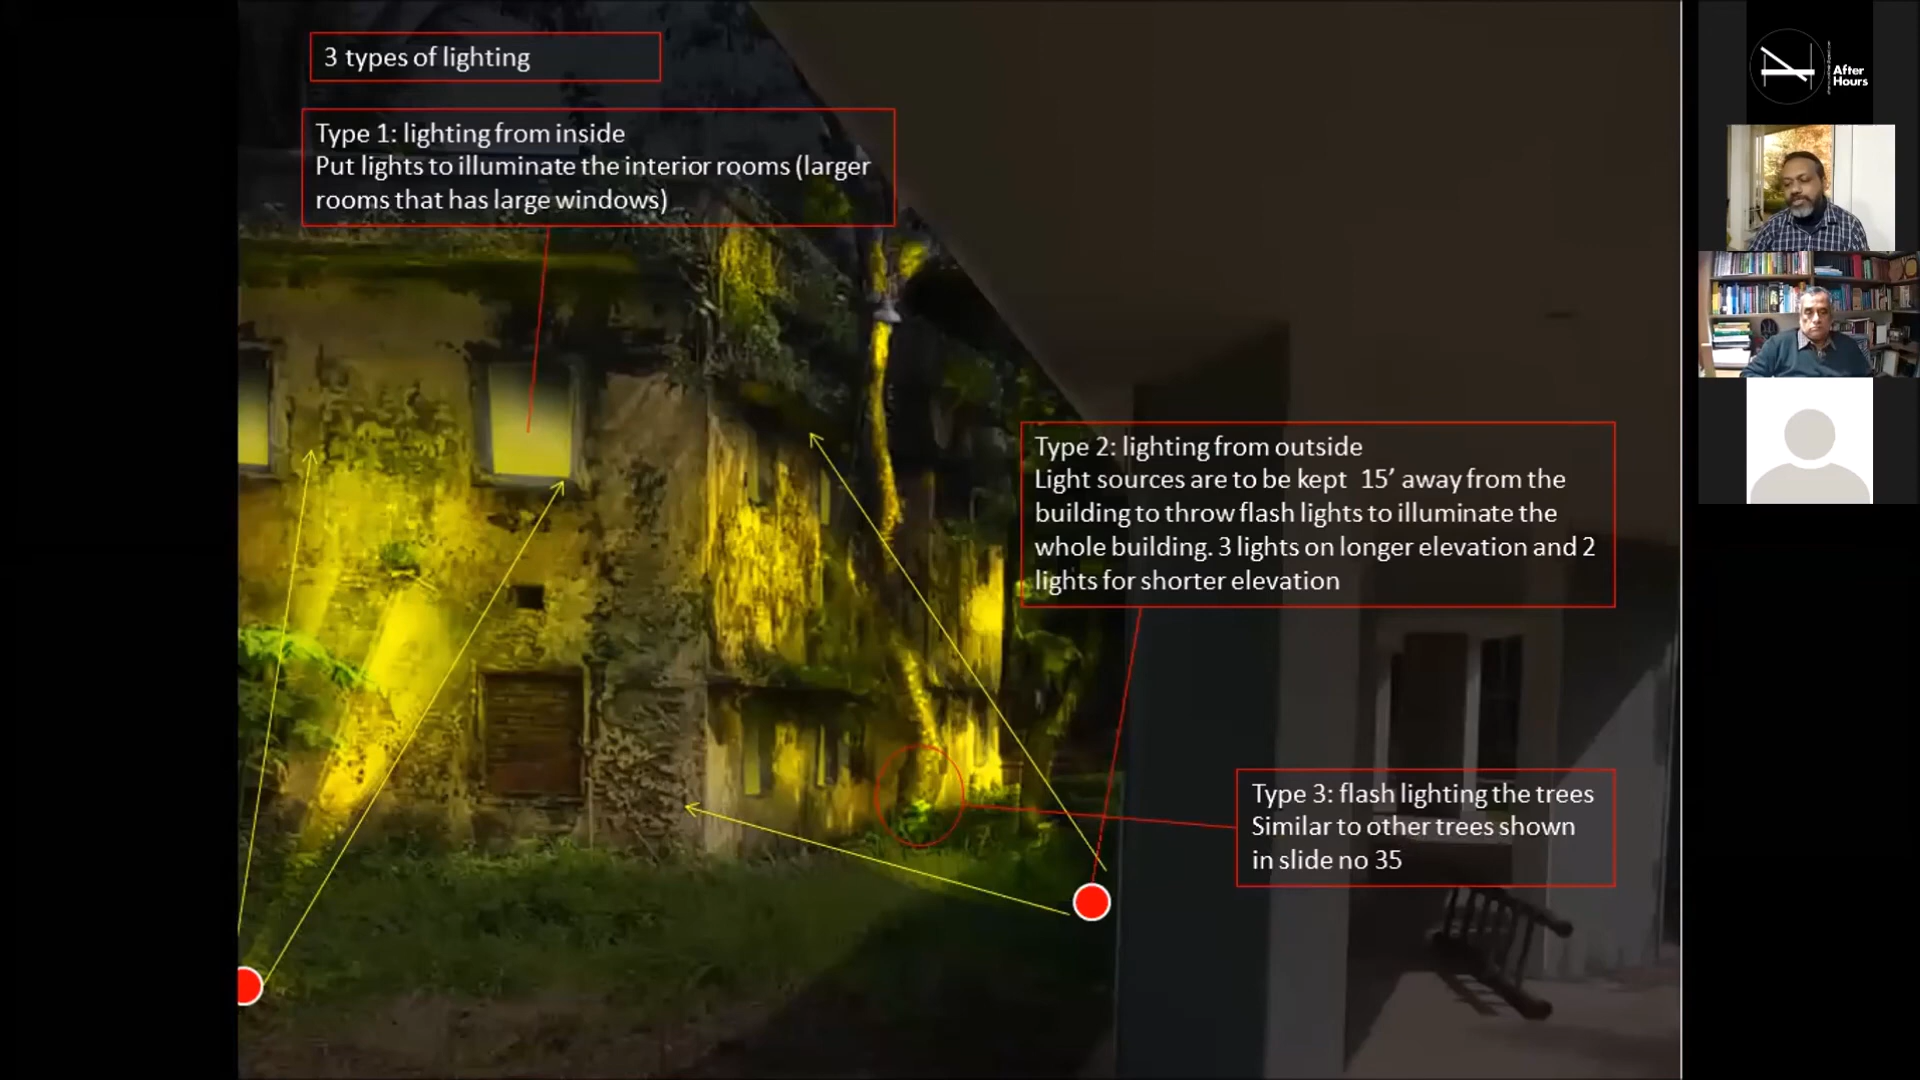 3 types of lighting
Type 1: lighting from inside
Put lights to illuminate the interior rooms (larger
rooms that has large windows)
Type 2: lighting from outside
Light sources are to be kept  15’ away from the
building to throw flash lights to illuminate the
whole building. 3 lights on longer elevation and 2
lights for shorter elevation
Type 3: flash lighting the trees
Similar to other trees shown
in slide no 35
After
Hours